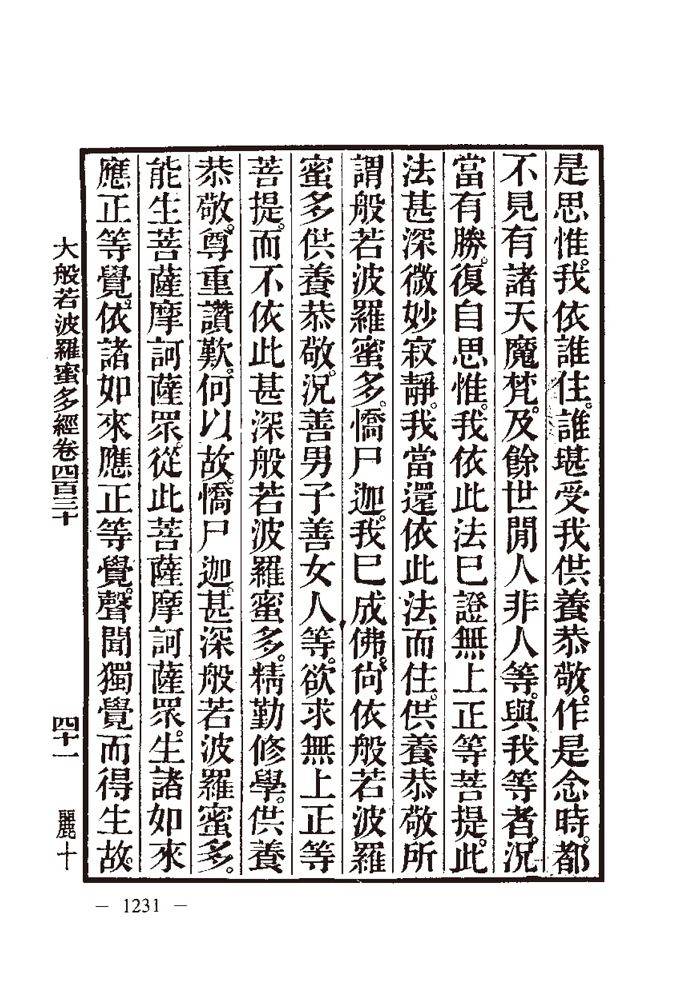 是思惟。我依誰住。誰堪受我供養恭敬。作是念時。都
不見有諸天魔梵。及餘世閒人非人等。與我等者。況
當有勝。復自思惟。我依此法已證無上正等菩提。此
法甚深微妙寂靜。我當還依此法而住。供養恭敬所
謂般若波羅蜜多。憍尸迦。我已成佛。尚依般若波羅
蜜多供養恭敬。況善男子善女人等。欲求無上正等
菩提。而不依此甚深般若波羅蜜多。精勤修學。供養
恭敬。尊重讚歎。何以故。憍尸迦。甚深般若波羅蜜多。
能生菩薩摩訶薩眾。從此菩薩摩訶薩眾。生諸如來
應正等覺。依諸如來應正等覺。聲聞獨覺而得生故。
大般若波羅蜜多經卷四百三十 四十一 麗十
— 1231 —